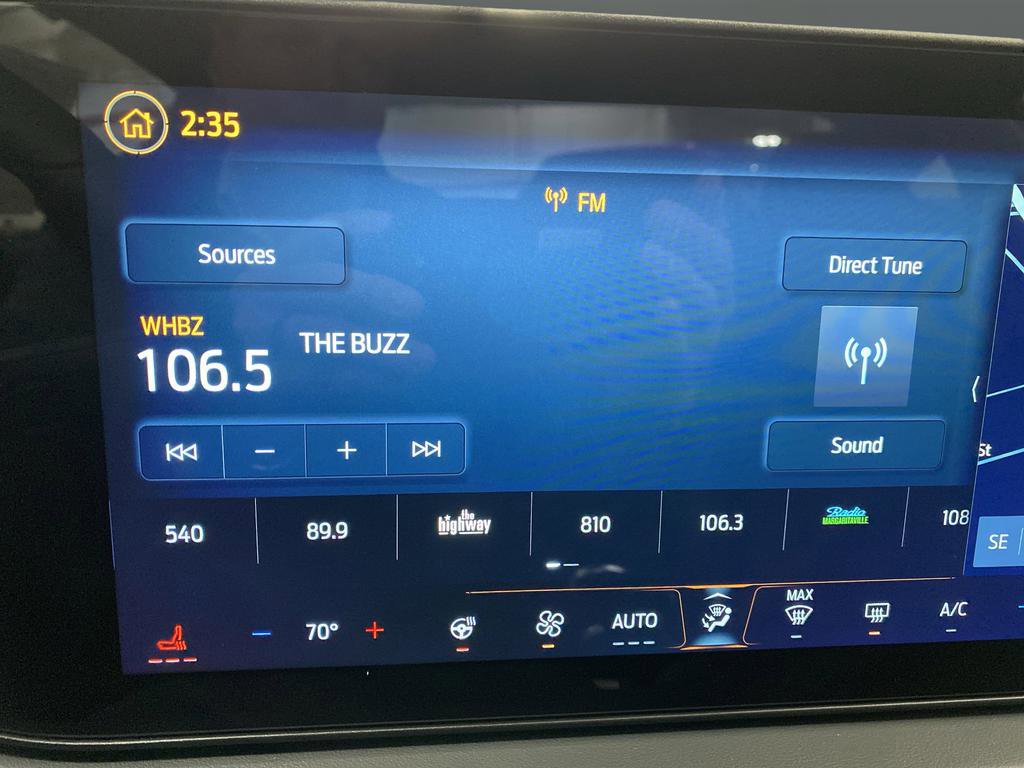 2:35
FM
Sources
Direct Tune
WHBZ
106.5
THE BUZZ
Sound
St
540
89.9
the highway
810
106.3
Radio
MARGARITAVILLE
108
SE
70°
AUTO
MAX
A/C